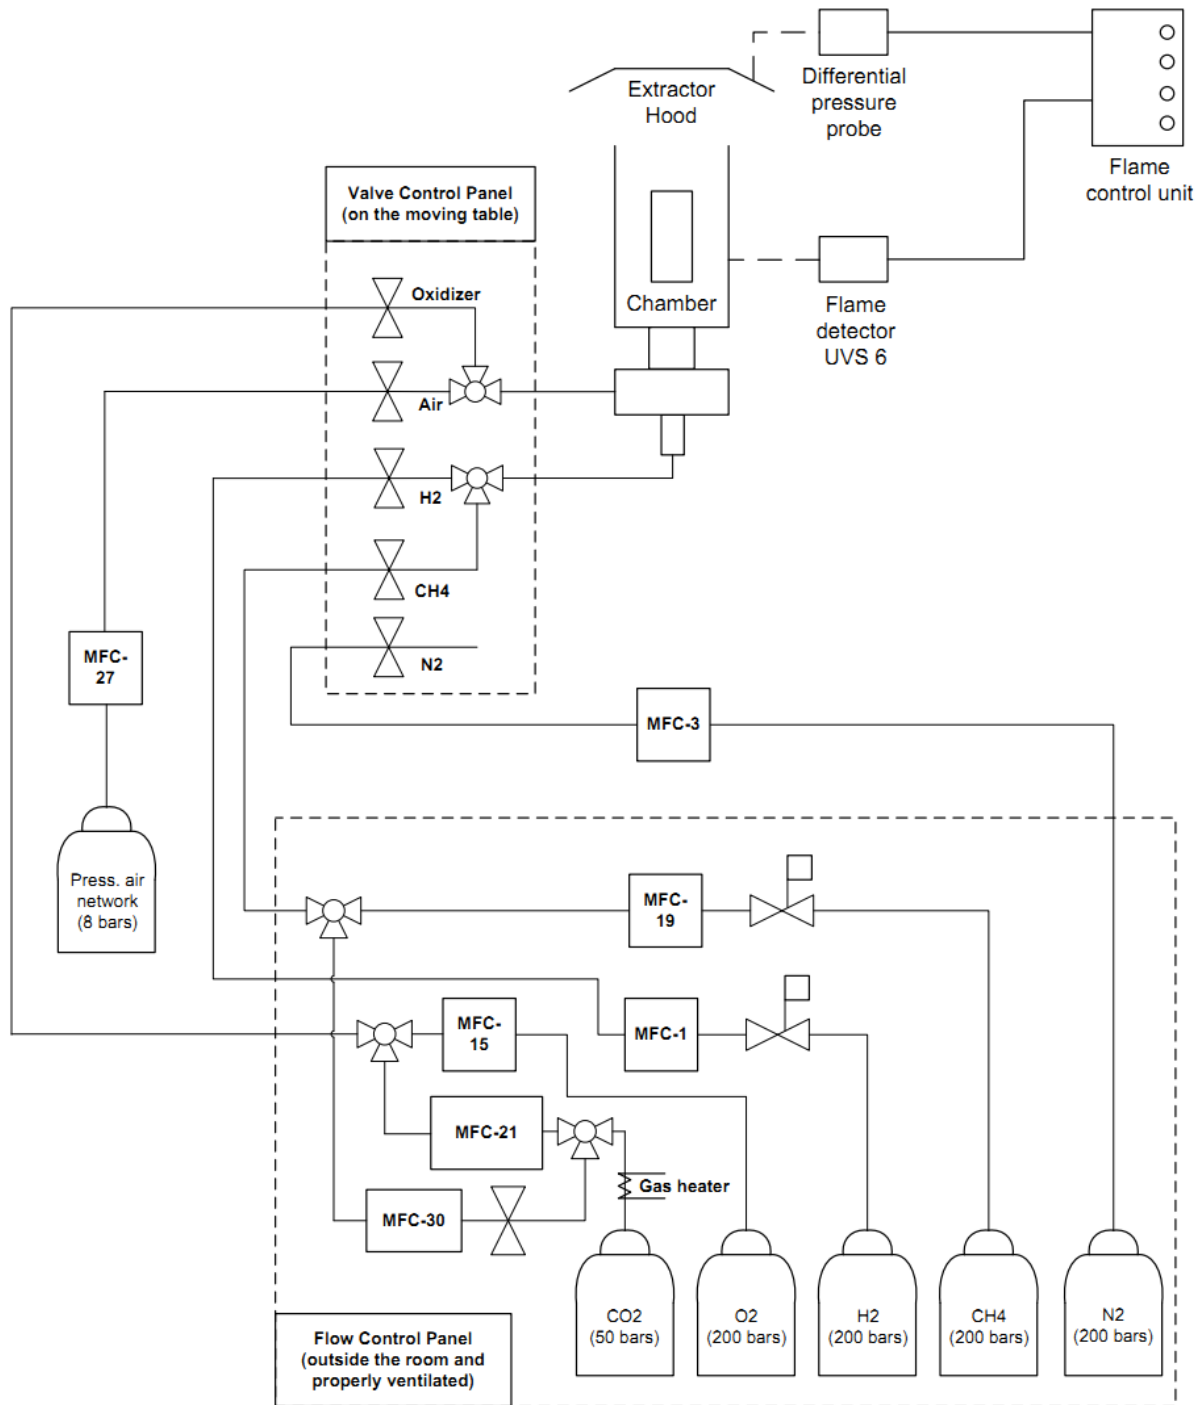 Extractor
Hood
Differential
pressure
probe
Flame
control unit
Valve Control Panel
(on the moving table)
Oxidizer
Chamber
Flame
detector
UVS 6
Air
H2
CH4
N2
MFC-
27
MFC-3
Press. air
network
(8 bars)
MFC-
19
MFC-
15
MFC-1
MFC-21
Gas heater
MFC-30
CO2
(50 bars)
O2
(200 bars)
H2
(200 bars)
CH4
(200 bars)
N2
(200 bars)
Flow Control Panel
(outside the room and
properly ventilated)